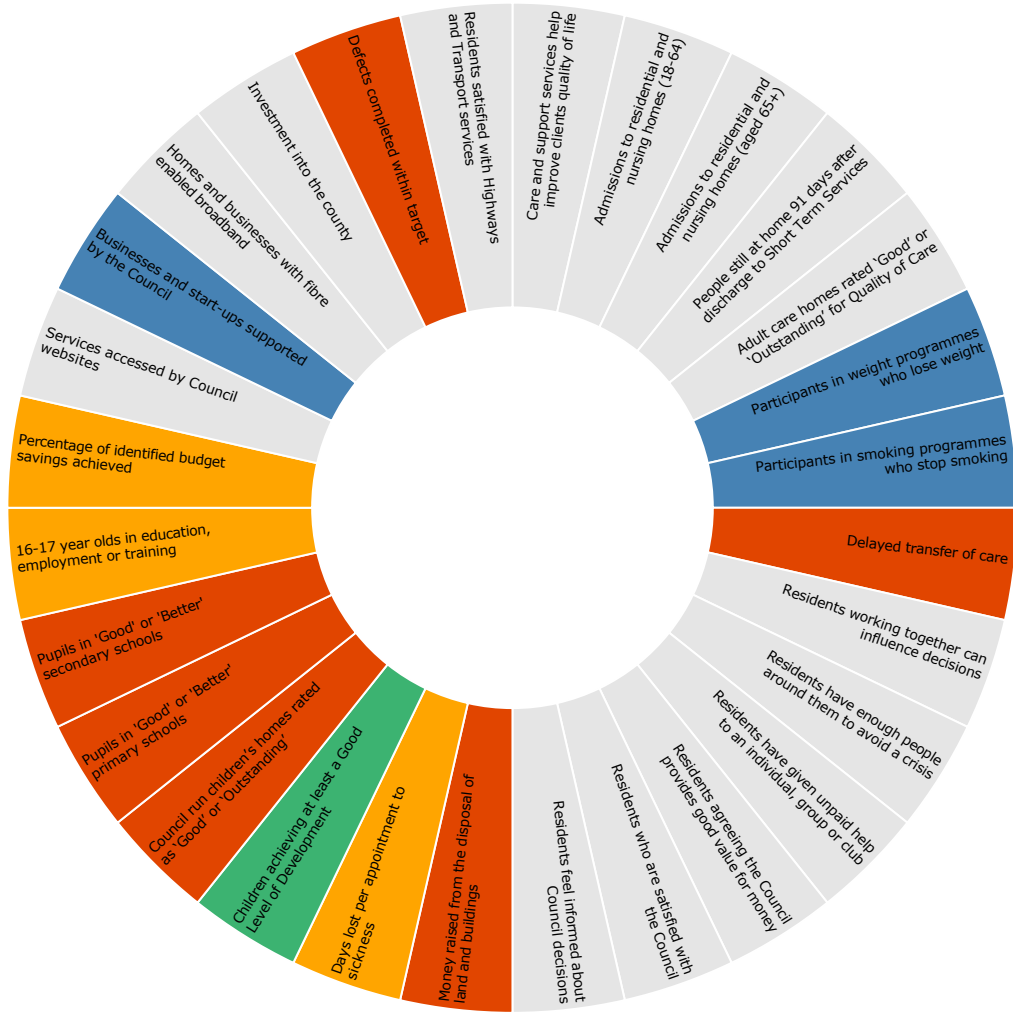 Care and support services help
improve clients quality of life
Admissions to residential and
nursing homes (18-64)
Admissions to residential and
nursing homes (aged 65+)
People still at home 91 days after
discharge to Short Term Services
Adult care homes rated ‘Good’ or
‘Outstanding’ for Quality of Care
Participants in weight programmes
who lose weight
Participants in smoking programmes
who stop smoking
Delayed transfer of care
Residents working together can
influence decisions
Residents have enough people
around them to avoid a crisis
Residents have given unpaid help
to an individual, group or club
Residents agreeing the Council
provides good value for money
Residents who are satisfied with
the Council
Residents feel informed about
Council decisions
Money raised from the disposal of
land and buildings
Days lost per appointment to
sickness
Children achieving at least a Good
Level of Development
Council run children’s homes rated
as ‘Good’ or ‘Outstanding’
Pupils in 'Good' or 'Better'
primary schools
Pupils in 'Good' or 'Better'
secondary schools
16-17 year olds in education,
employment or training
Percentage of identified budget
savings achieved
Services accessed by Council
websites
Businesses and start-ups supported
by the Council
Homes and businesses with fibre
enabled broadband
Investment into the county
Defects completed within target
Residents satisfied with Highways
and Transport services